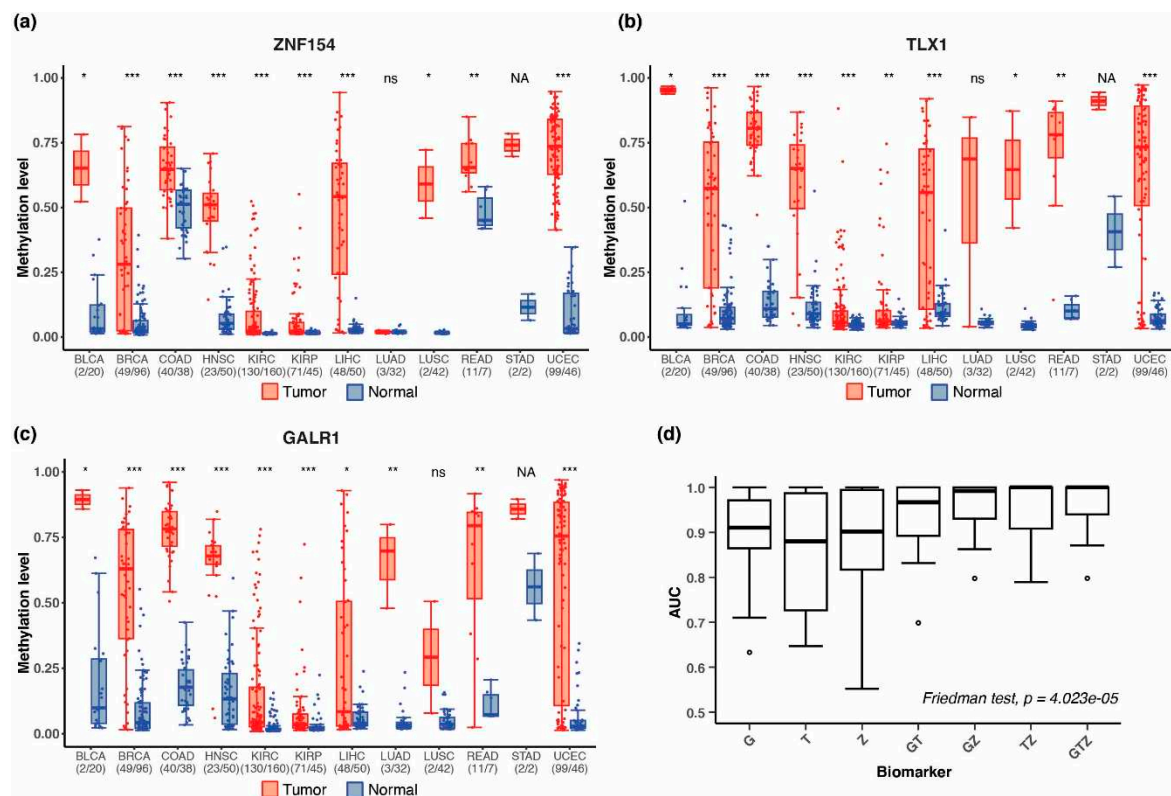 (a)
ZNF154
Methylation level
1.00
0.75
0.50
0.25
0.00
* *** *** *** *** *** *** ns * ** NA ***
BLCA BRCA COAD HNSC KIRC KIRP LIHC LUAD LUSC READ STAD UCEC
(2/20) (49/96) (40/38) (23/50) (130/160) (71/45) (48/50) (3/32) (2/42) (11/7) (2/2) (99/46)
Tumor Normal
(b)
TLX1
Methylation level
1.00
0.75
0.50
0.25
0.00
* *** *** *** *** ** *** ns * ** NA ***
BLCA BRCA COAD HNSC KIRC KIRP LIHC LUAD LUSC READ STAD UCEC
(2/20) (49/96) (40/38) (23/50) (130/160) (71/45) (48/50) (3/32) (2/42) (11/7) (2/2) (99/46)
Tumor Normal
(c)
GALR1
Methylation level
1.00
0.75
0.50
0.25
0.00
* *** *** *** *** *** * ** ns ** NA ***
BLCA BRCA COAD HNSC KIRC KIRP LIHC LUAD LUSC READ STAD UCEC
(2/20) (49/96) (40/38) (23/50) (130/160) (71/45) (48/50) (3/32) (2/42) (11/7) (2/2) (99/46)
Tumor Normal
(d)
AUC
1.0
0.9
0.8
0.7
0.6
0.5
Friedman test, p = 4.023e-05
G T Z GT GZ TZ GTZ
Biomarker